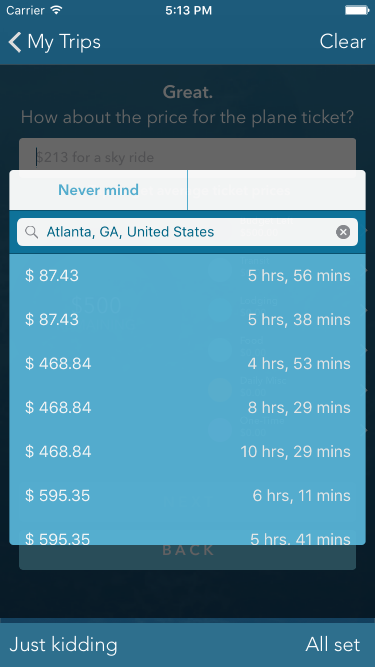 Carrier 5:13 PM
My Trips Clear
Great.
How about the price for the plane ticket?
$213 for a sky ride
Never mind
Atlanta, GA, United States
$ 87.43 5 hrs, 56 mins
$ 87.43 5 hrs, 38 mins
$ 468.84 4 hrs, 53 mins
$ 468.84 8 hrs, 29 mins
$ 468.84 10 hrs, 29 mins
$ 595.35 6 hrs, 11 mins
$ 595.35 5 hrs, 41 mins
BACK
Just kidding All set